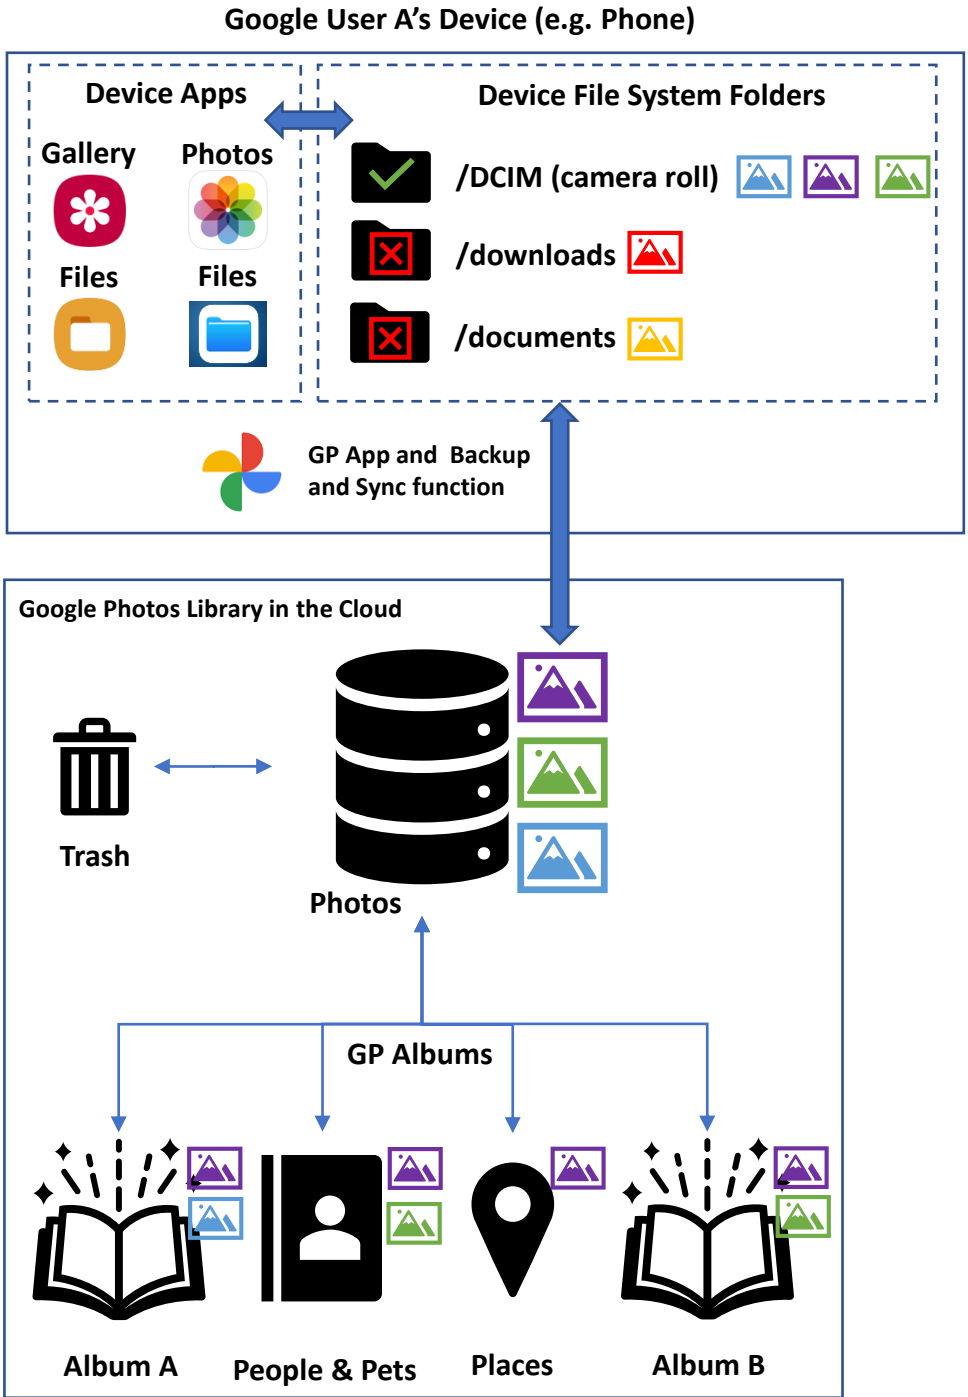 Google User A's Device (e.g. Phone)
Device Apps
Device File System Folders
Gallery
Photos
Files
Files
/DCIM (camera roll)
/downloads
/documents
GP App and Backup
and Sync function
Google Photos Library in the Cloud
Trash
Photos
GP Albums
Album A
People & Pets
Places
Album B